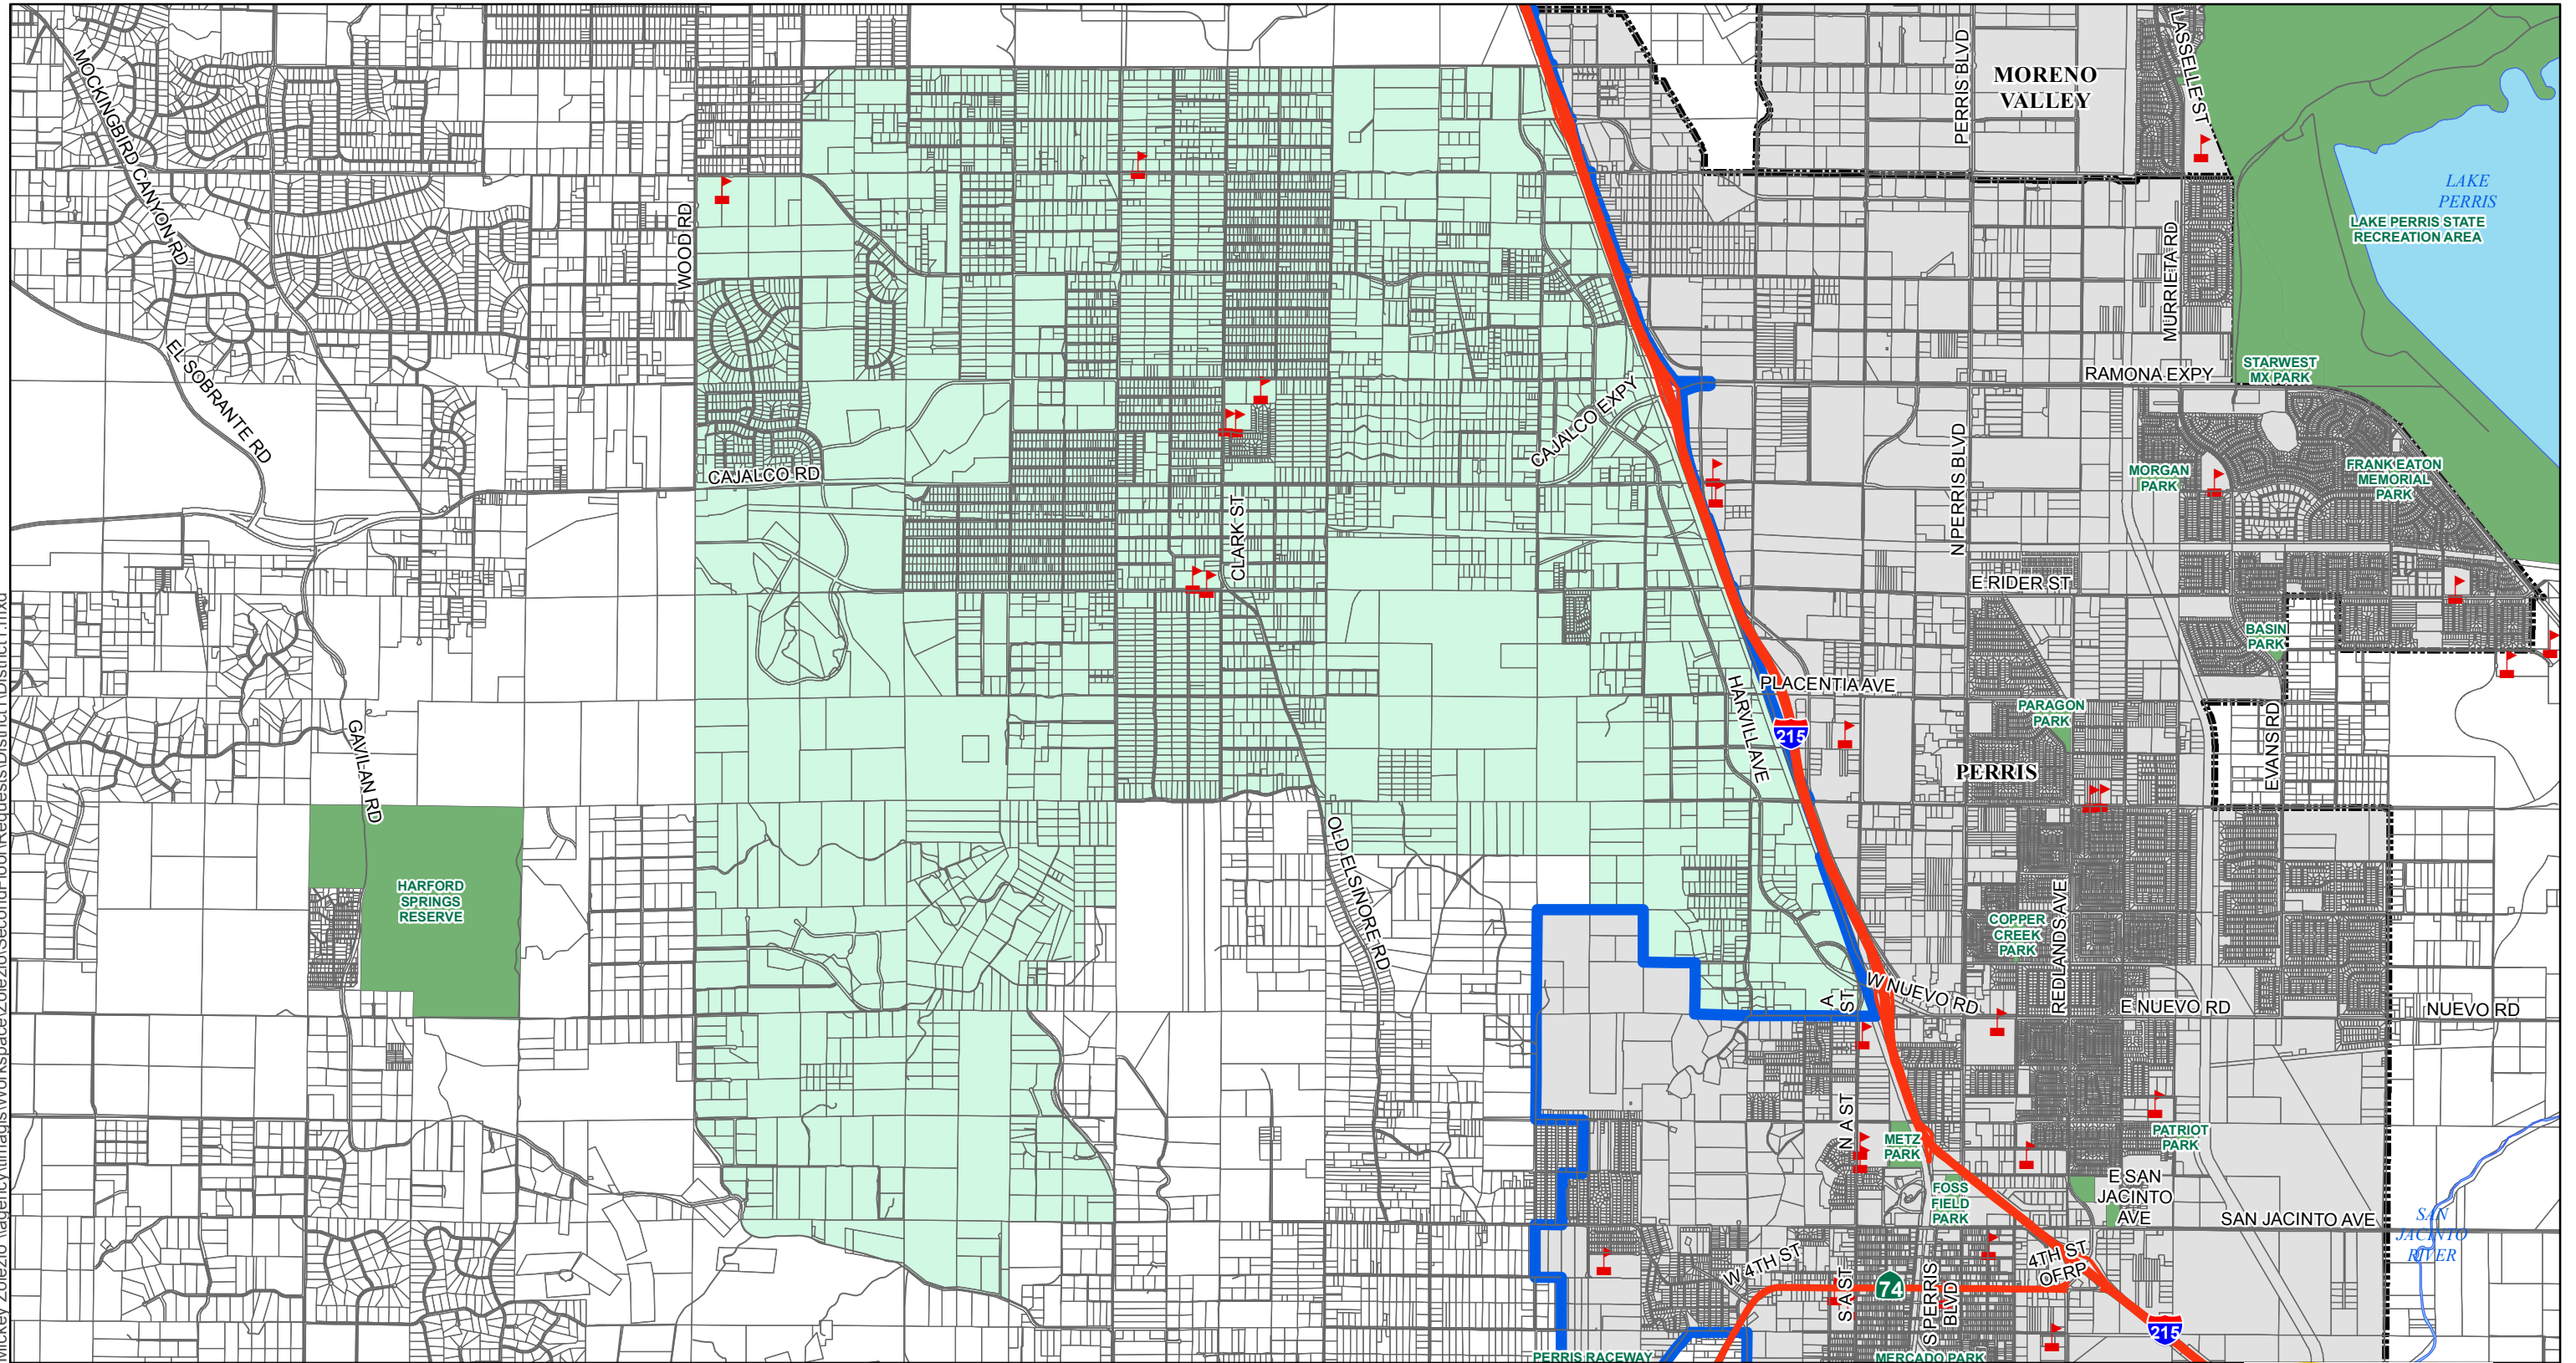 MOCKINGBIRD CANYON RD
EL SOBRANTE RD
WOOD RD
CAJALCO RD
GAVILAN RD
HARFORD
SPRINGS
RESERVE
CLARK ST
OLD ELSINORE RD
CAJALCO EXPY
HARVILL AVE
PLACENTIA AVE
215
MORENO
VALLEY
PERRIS BLVD
LASSELLE ST
LAKE
PERRIS
LAKE PERRIS STATE
RECREATION AREA
MURRIETA RD
RAMONA EXPY
STARWEST
MX PARK
N PERRIS BLVD
MORGAN
PARK
FRANK EATON
MEMORIAL
PARK
E RIDER ST
BASIN
PARK
PARAGON
PARK
EVANS RD
PERRIS
COPPER
CREEK
PARK
REDLANDS AVE
W NUEVO RD
A
ST
E NUEVO RD
NUEVO RD
N A ST
METZ
PARK
PATRIOT
PARK
FOSS
FIELD
PARK
E SAN
JACINTO
AVE
SAN JACINTO AVE
SAN
JACINTO
RIVER
W 4TH ST
4TH ST
OFRP
74
S A ST
S PERRIS
BLVD
215
PERRIS RACEWAY
MERCADO PARK